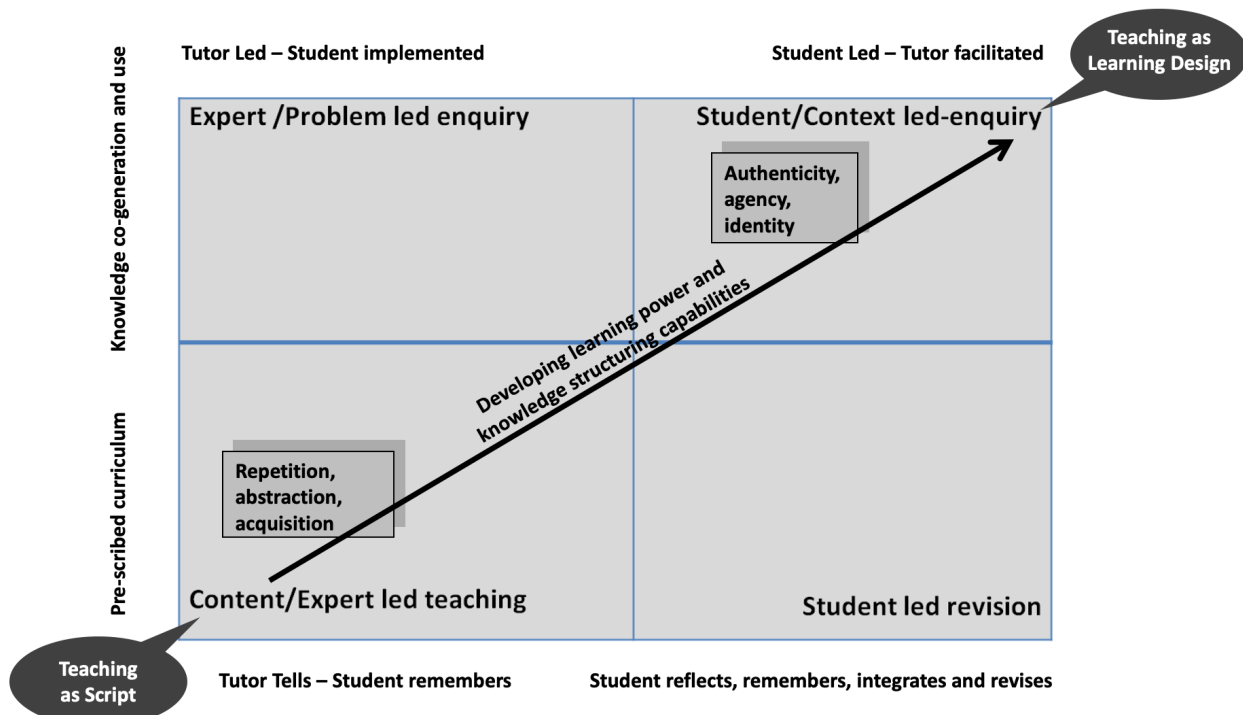 Tutor Led – Student implemented
Student Led – Tutor facilitated
Teaching as
Learning Design
Knowledge co-generation and use
Expert /Problem led enquiry
Student/Context led-enquiry
Authenticity,
agency,
identity
Developing learning power and
knowledge structuring capabilities
Pre-scribed curriculum
Repetition,
abstraction,
acquisition
Content/Expert led teaching
Student led revision
Teaching
as Script
Tutor Tells – Student remembers
Student reflects, remembers, integrates and revises